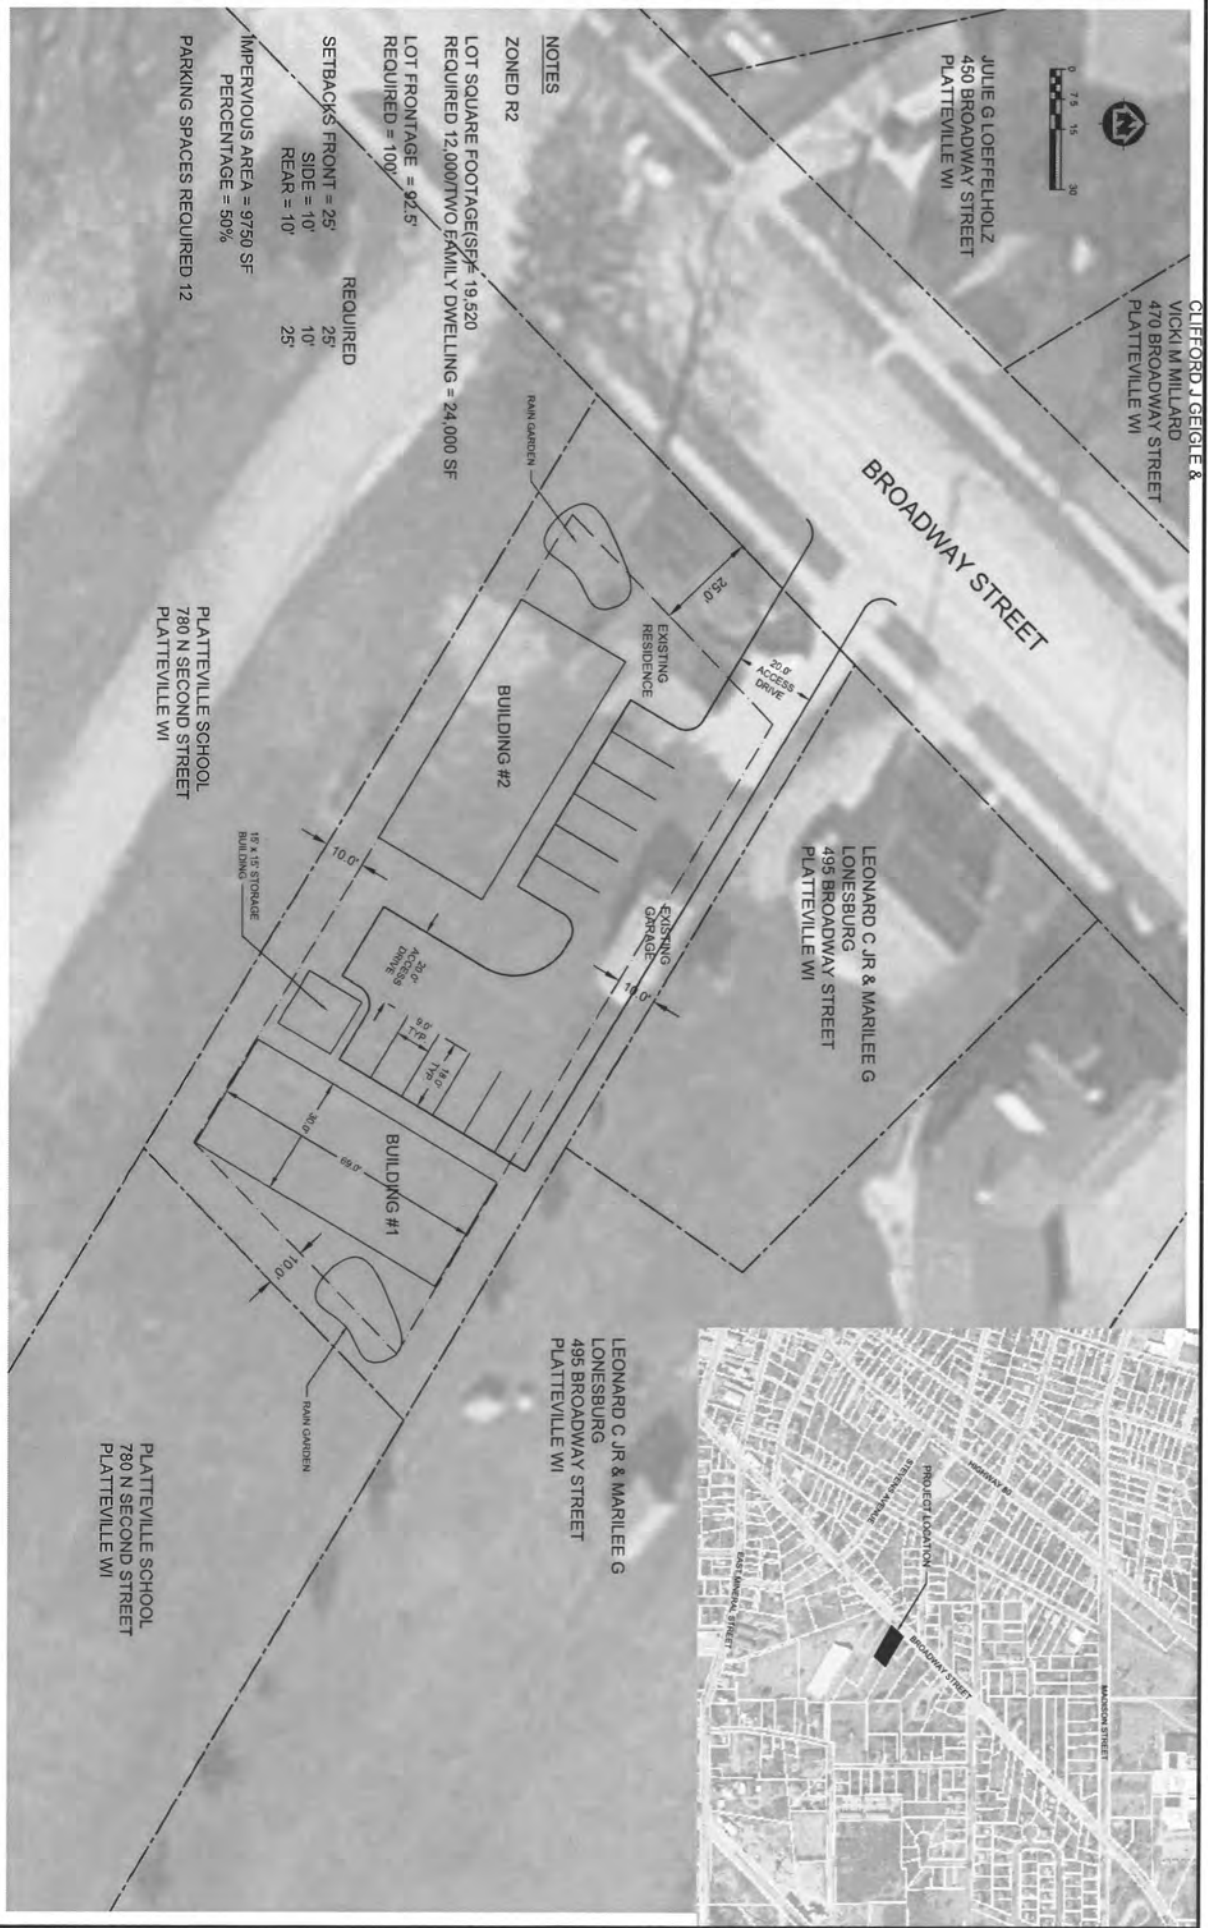 CLIFFORD J GEIGLE &
VICKI M MILLARD
470 BROADWAY STREET
PLATTEVILLE WI
0 7.5 15 30
JULIE G LOEFFELHOLZ
450 BROADWAY STREET
PLATTEVILLE WI
BROADWAY STREET
NOTES
ZONED R2
LOT SQUARE FOOTAGE(SF)= 19,520
REQUIRED 12,000/TWO FAMILY DWELLING = 24,000 SF
LOT FRONTAGE = 92.5'
REQUIRED = 100'
REQUIRED
SETBACKS FRONT = 25' 25'
SIDE = 10' 10'
REAR = 10' 25'
IMPERVIOUS AREA = 9750 SF
PERCENTAGE = 50%
PARKING SPACES REQUIRED 12
RAIN GARDEN
25.0'
EXISTING
RESIDENCE
20.0'
ACCESS
DRIVE
BUILDING #2
LEONARD C JR & MARILEE G
LONESBURG
495 BROADWAY STREET
PLATTEVILLE WI
EXISTING
GARAGE
10.0'
10.0'
20.0'
ACCESS
DRIVE
9.0'
TYP.
18.0'
TYP
15' x 15' STORAGE
BUILDING
PLATTEVILLE SCHOOL
780 N SECOND STREET
PLATTEVILLE WI
BUILDING #1
30.0'
69.0'
10.0'
RAIN GARDEN
LEONARD C JR & MARILEE G
LONESBURG
495 BROADWAY STREET
PLATTEVILLE WI
PLATTEVILLE SCHOOL
780 N SECOND STREET
PLATTEVILLE WI
HIGHWAY 80
STEVENS AVENUE
PROJECT LOCATION
EAST MINERAL STREET
BROADWAY STREET
MADISON STREET